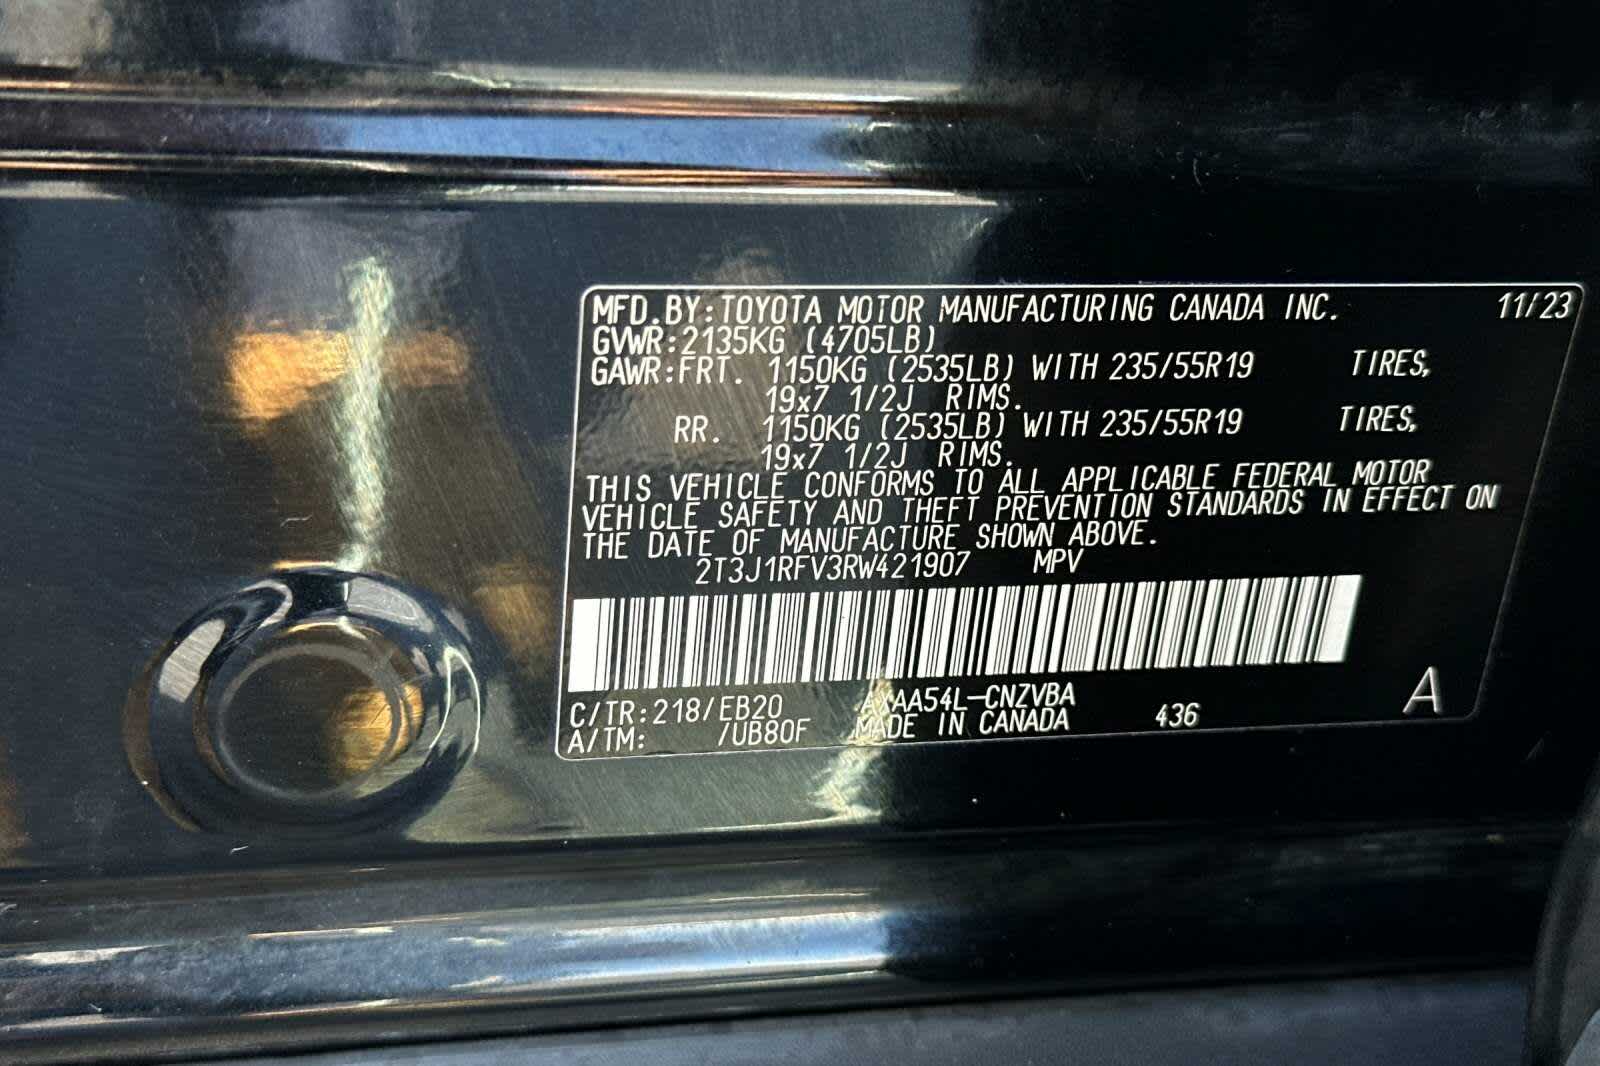 MFD.BY:TOYOTA MOTOR MANUFACTURING CANADA INC. 11/23
GVWR:2135KG (4705LB)
GAWR:FRT. 1150KG (2535LB) WITH 235/55R19 TIRES,
19x7 1/2J RIMS.
RR. 1150KG (2535LB) WITH 235/55R19 TIRES,
19x7 1/2J RIMS.
THIS VEHICLE CONFORMS TO ALL APPLICABLE FEDERAL MOTOR
VEHICLE SAFETY AND THEFT PREVENTION STANDARDS IN EFFECT ON
THE DATE OF MANUFACTURE SHOWN ABOVE.
2T3J1RFV3RW421907 MPV
C/TR:218/EB20 AXAA54L-CNZVBA
A/TM: /UB80F MADE IN CANADA 436 A